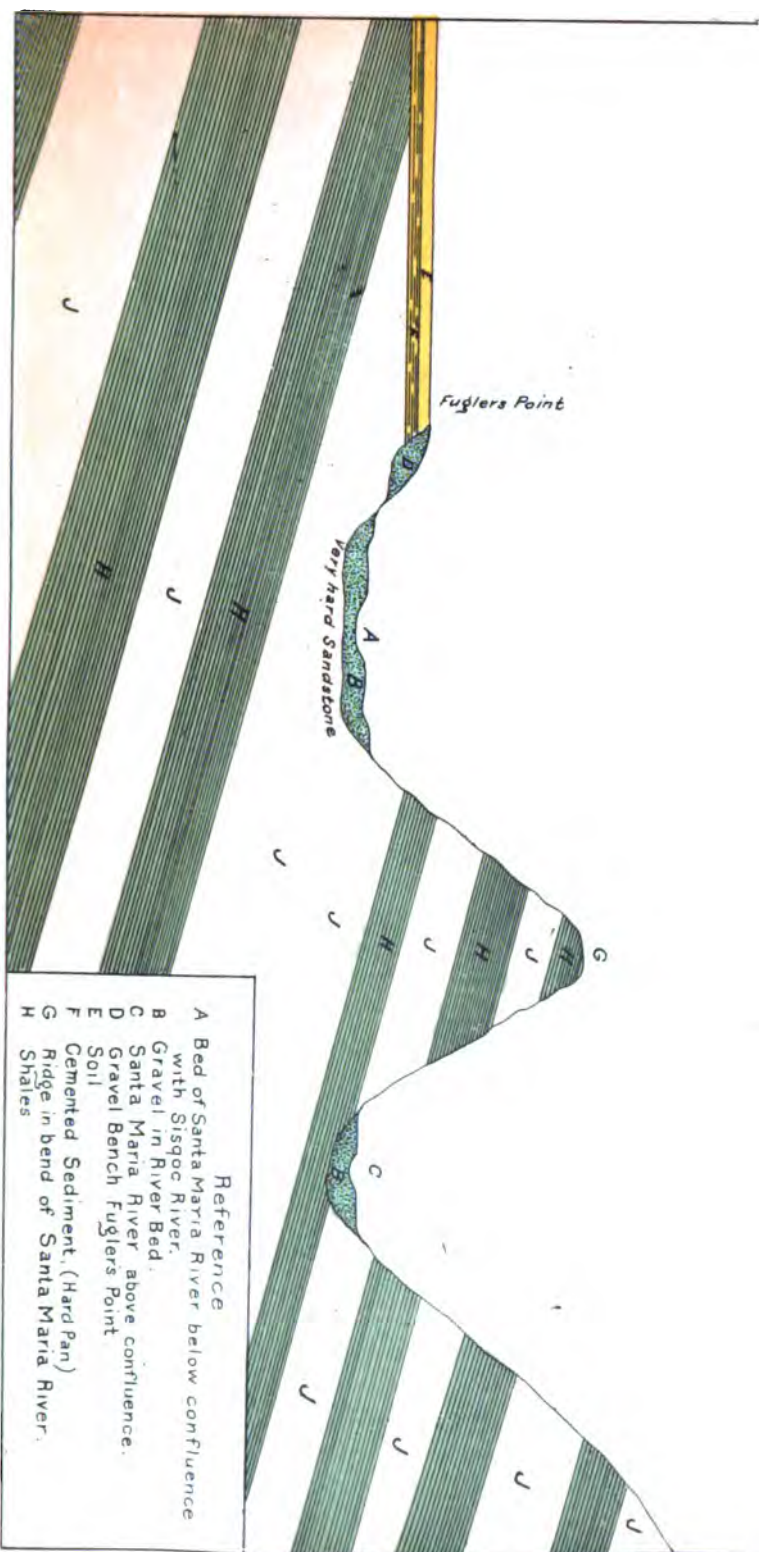 Fuglers Point
E
F
D
Very hard Sandstone
A
B
G
H
J
H
J
H
J
J
C
B
J
H
J
H
J
J
J
J
J
Reference
A Bed of Santa Maria River below confluence
with Sisqoc River.
B Gravel in River Bed.
C Santa Maria River above confluence.
D Gravel Bench Fuglers Point
E Soil
F Cemented Sediment, (Hard Pan)
G Ridge in bend of Santa Maria River.
H Shales